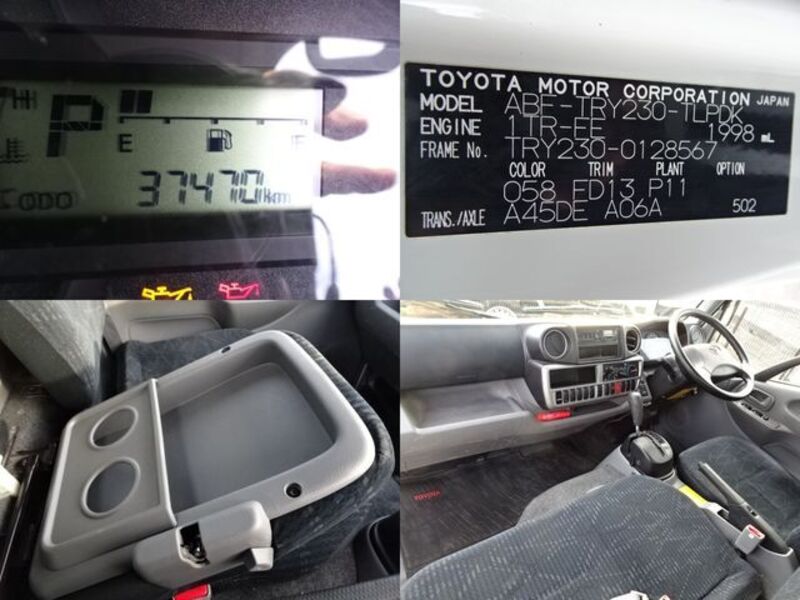 P
E F
ODO 37470km
TOYOTA MOTOR CORPORATION JAPAN
MODEL ABF-TRY230-TLPDK
ENGINE 1TR-FE 1998 mL
FRAME No. TRY230-0128567
COLOR TRIM PLANT OPTION
058 FD13 P11
TRANS./AXLE A45DE A06A 502
TOYOTA